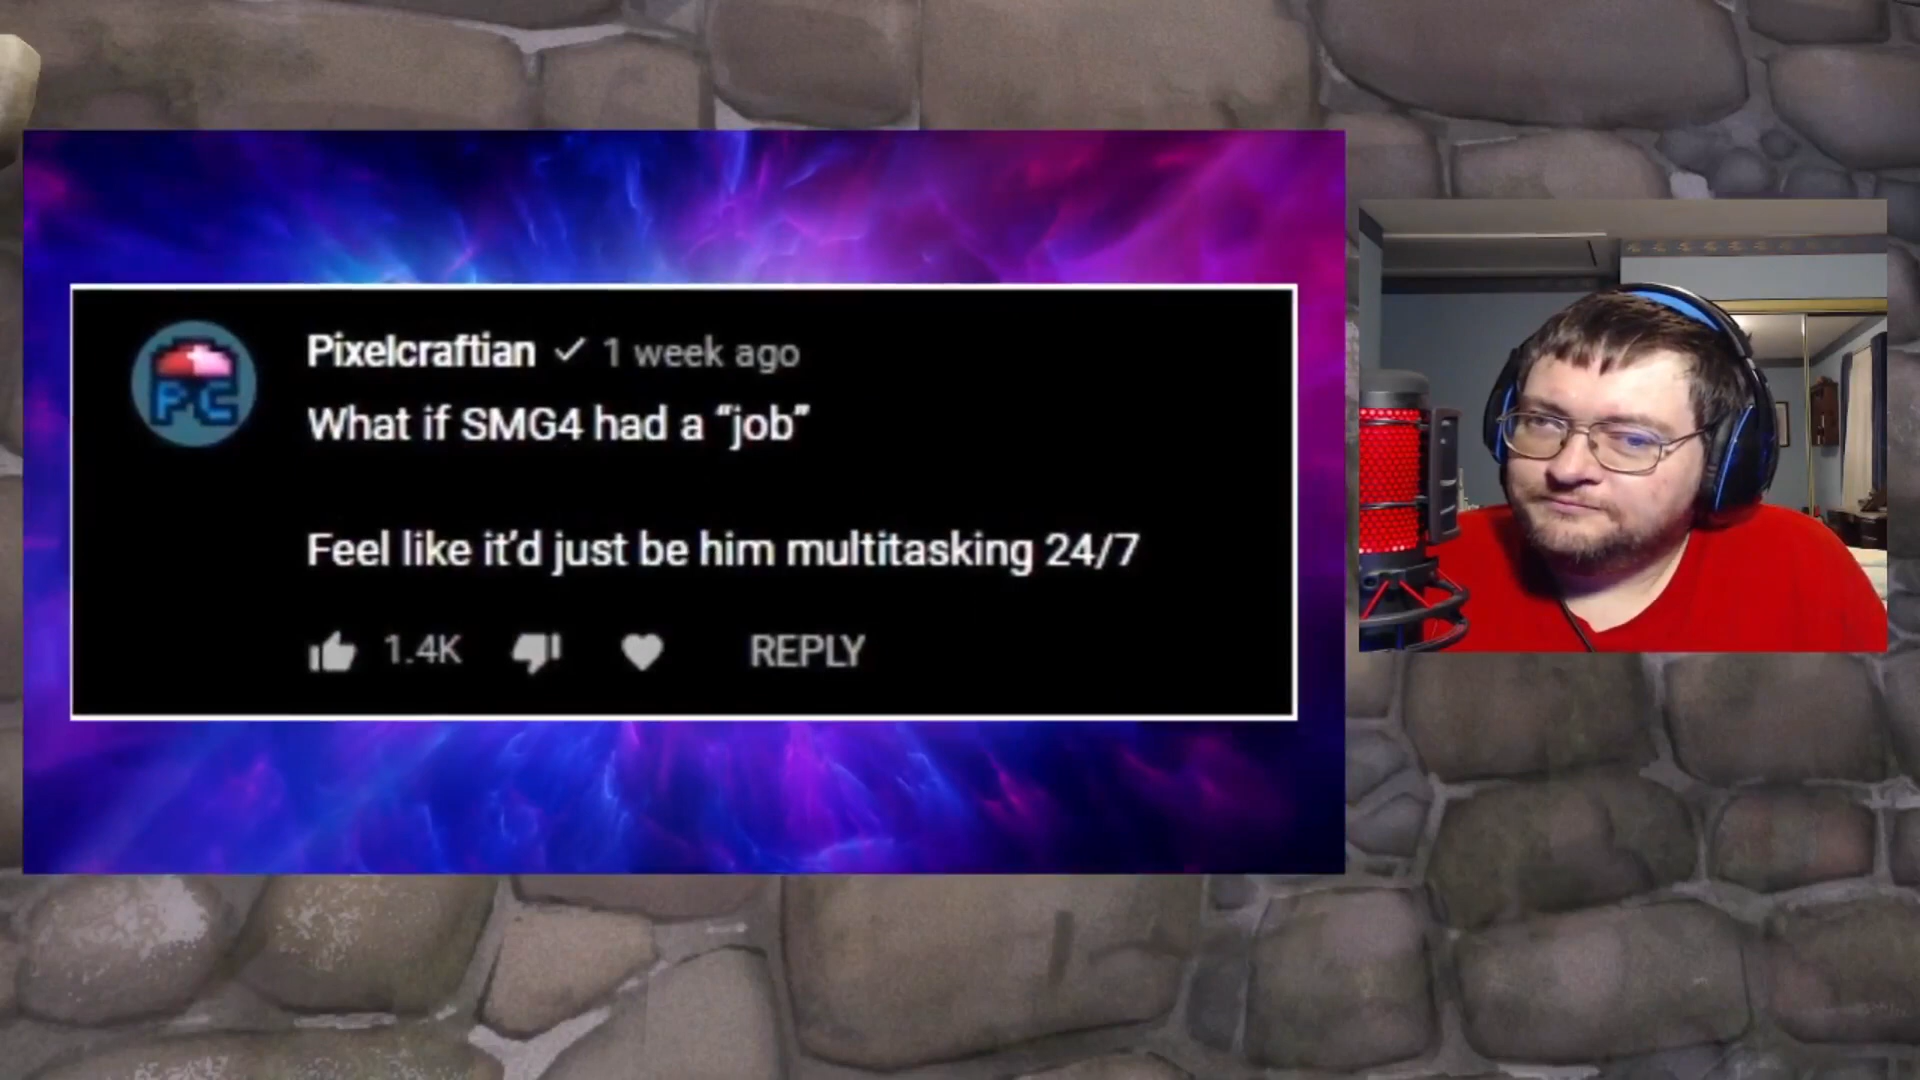 PC
Pixelcraftian ✓ 1 week ago
What if SMG4 had a “job”
Feel like it’d just be him multitasking 24/7
1.4K REPLY